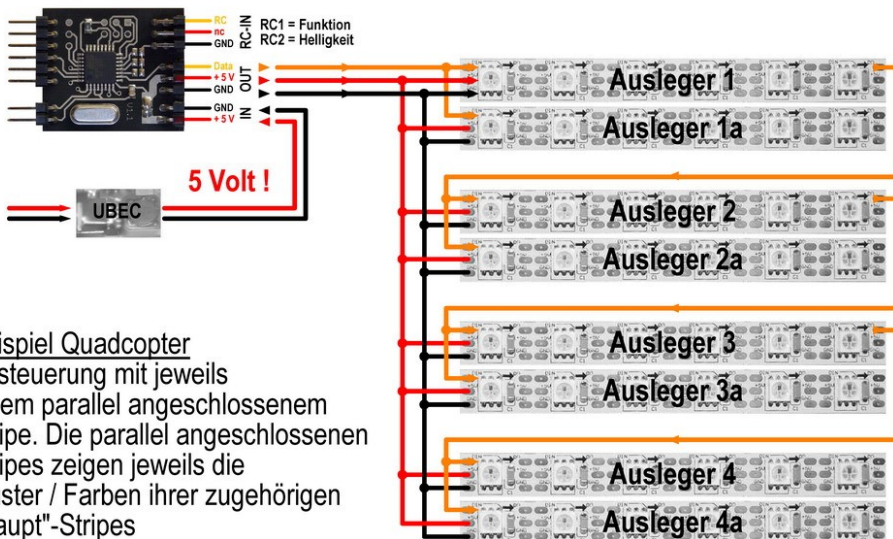 RC
nc
GND
RC-IN
RC1 = Funktion
RC2 = Helligkeit
Data
+ 5 V
GND
OUT
GND
+ 5 V
IN
5 Volt !
UBEC
Ausleger 1
Ausleger 1a
Ausleger 2
Ausleger 2a
Ausleger 3
Ausleger 3a
Ausleger 4
Ausleger 4a
ispiel Quadcopter
steuerung mit jeweils
em parallel angeschlossenem
ipe. Die parallel angeschlossenen
ipes zeigen jeweils die
ster / Farben ihrer zugehörigen
aupt"-Stripes